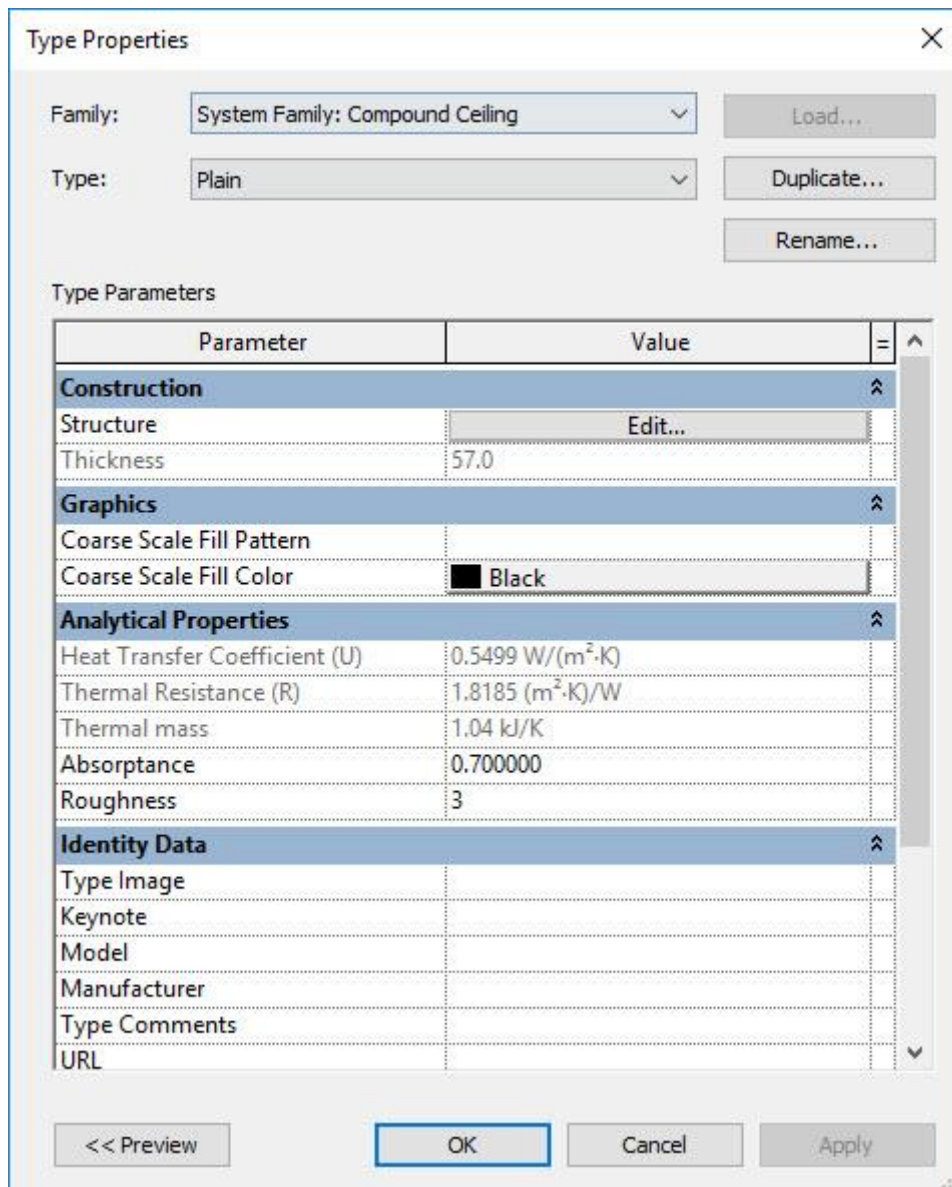 Type Properties
Family: System Family: Compound Ceiling Load...
Type: Plain Duplicate...
Rename...
Type Parameters
Parameter Value =
Construction
Structure Edit...
Thickness 57.0
Graphics
Coarse Scale Fill Pattern
Coarse Scale Fill Color Black
Analytical Properties
Heat Transfer Coefficient (U) 0.5499 W/(m²·K)
Thermal Resistance (R) 1.8185 (m²·K)/W
Thermal mass 1.04 kJ/K
Absorptance 0.700000
Roughness 3
Identity Data
Type Image
Keynote
Model
Manufacturer
Type Comments
URL
<< Preview OK Cancel Apply